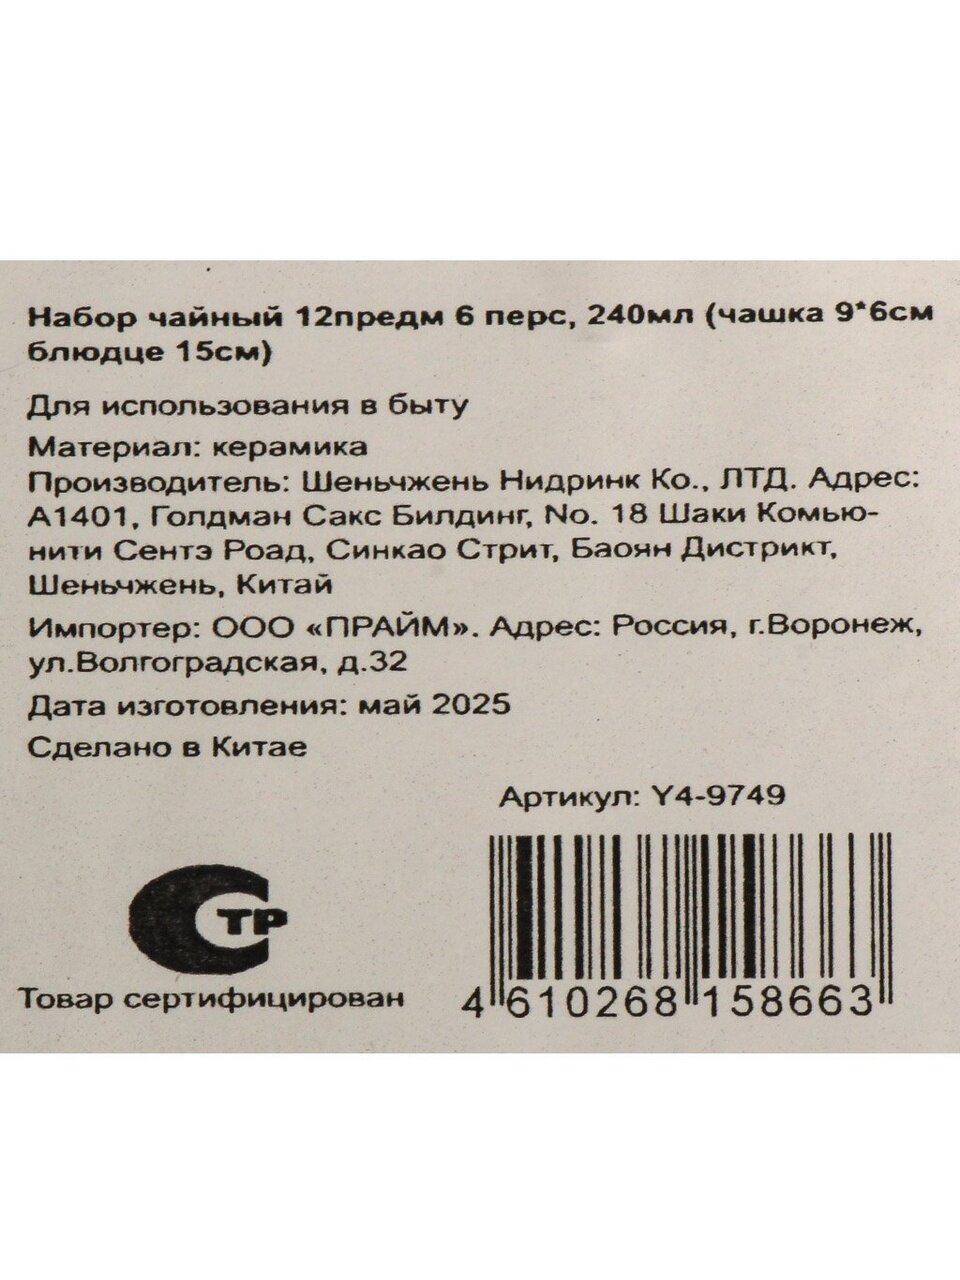 Набор чайный 12предм 6 перс, 240мл (чашка 9*6см
блюдце 15см)
Для использования в быту
Материал: керамика
Производитель: Шеньчжень Нидринк Ко., ЛТД. Адрес:
А1401, Голдман Сакс Билдинг, No. 18 Шаки Комью-
нити Сентэ Роад, Синкао Стрит, Баоян Дистрикт,
Шеньчжень, Китай
Импортер: ООО «ПРАЙМ». Адрес: Россия, г.Воронеж,
ул.Волгоградская, д.32
Дата изготовления: май 2025
Сделано в Китае
Артикул: Y4-9749
ТР
Товар сертифицирован
4 610268 158663